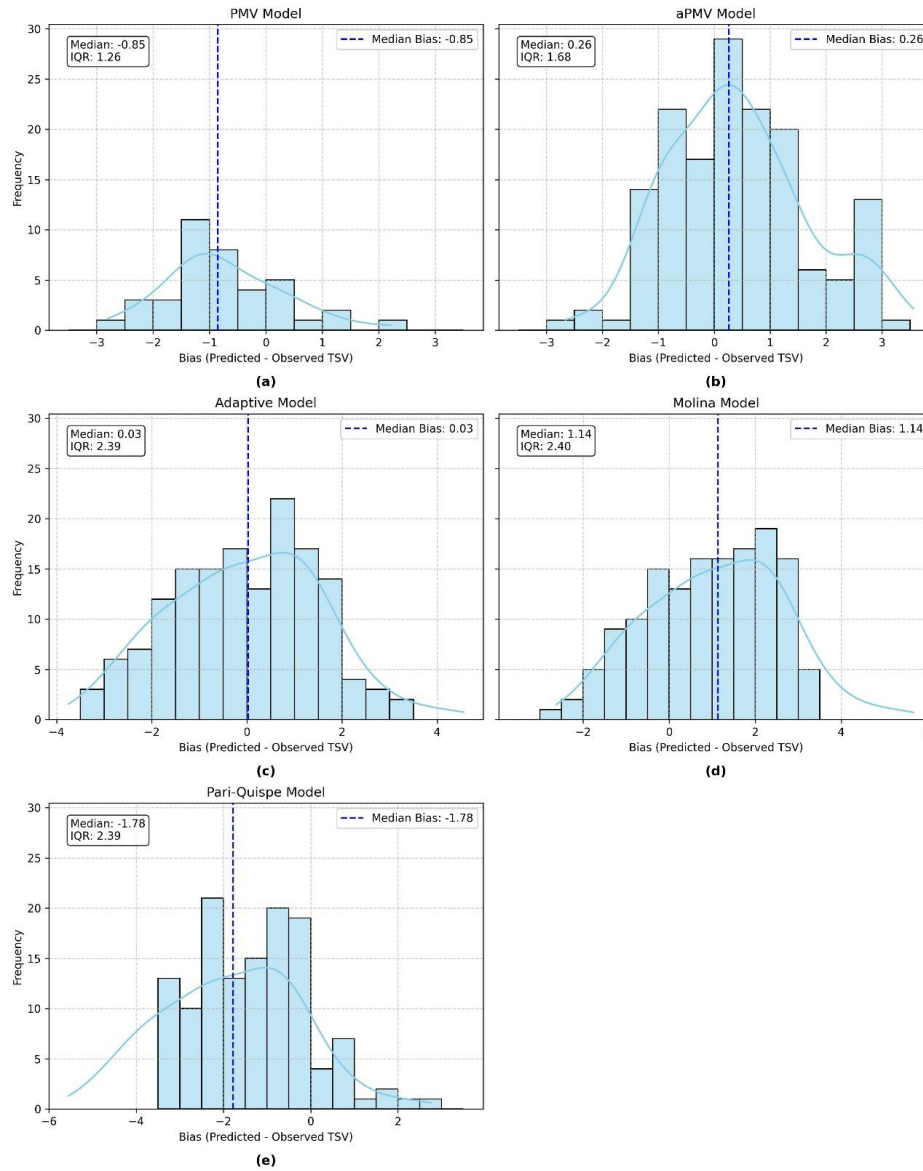 PMV Model
Median: -0.85
IQR: 1.26
Median Bias: -0.85
Frequency
30
25
20
15
10
5
0
−3 −2 −1 0 1 2 3
Bias (Predicted - Observed TSV)
(a)
aPMV Model
Median: 0.26
IQR: 1.68
Median Bias: 0.26
−3 −2 −1 0 1 2 3
Bias (Predicted - Observed TSV)
(b)
Adaptive Model
Median: 0.03
IQR: 2.39
Median Bias: 0.03
Frequency
30
25
20
15
10
5
0
−4 −2 0 2 4
Bias (Predicted - Observed TSV)
(c)
Molina Model
Median: 1.14
IQR: 2.40
Median Bias: 1.14
−2 0 2 4
Bias (Predicted - Observed TSV)
(d)
Pari-Quispe Model
Median: -1.78
IQR: 2.39
Median Bias: -1.78
Frequency
30
25
20
15
10
5
0
−6 −4 −2 0 2
Bias (Predicted - Observed TSV)
(e)